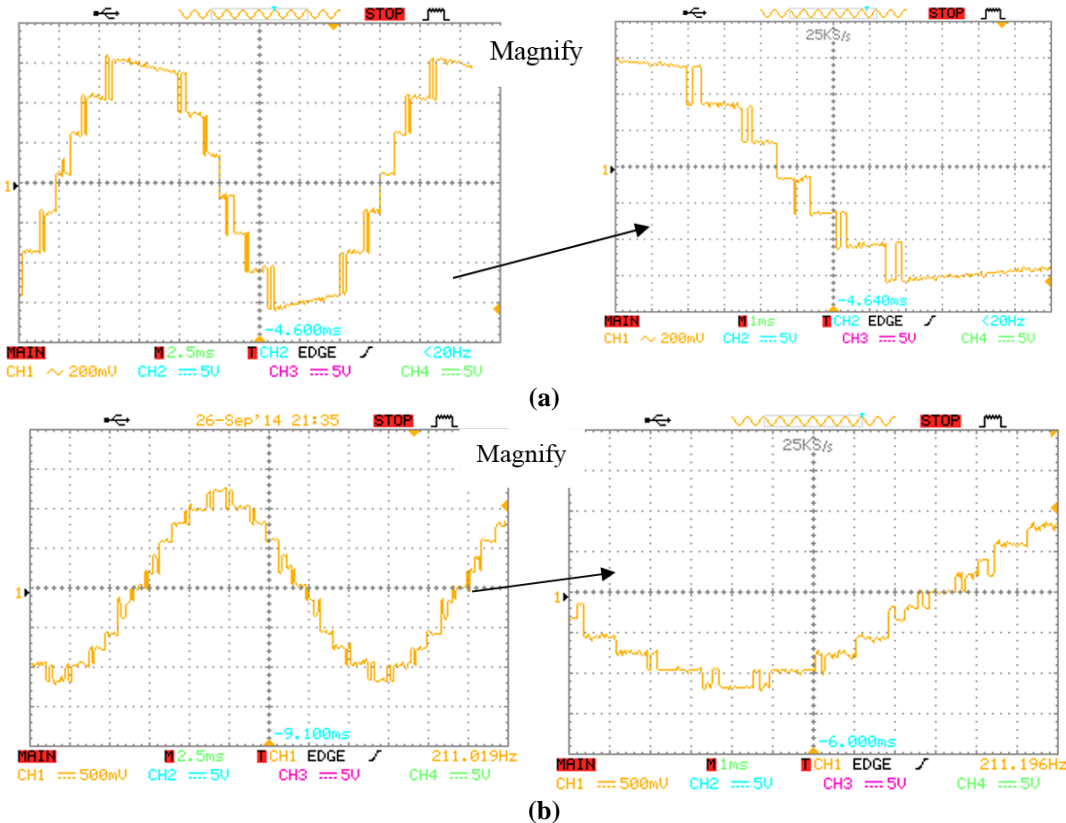 STOP
Magnify
STOP
25KS/s
1
1
-4.600ms
-4.640ms
MAIN M 2.5ms T CH2 EDGE <20Hz
CH1 200mV CH2 5V CH3 5V CH4 5V
MAIN M 1ms T CH2 EDGE <20Hz
CH1 200mV CH2 5V CH3 5V CH4 5V
(a)
26-Sep'14 21:35 STOP
Magnify
STOP
25KS/s
1
1
-9.100ms
-6.000ms
MAIN M 2.5ms T CH1 EDGE 211.019Hz
CH1 500mV CH2 5V CH3 5V CH4 5V
MAIN M 1ms T CH1 EDGE 211.196Hz
CH1 500mV CH2 5V CH3 5V CH4 5V
(b)